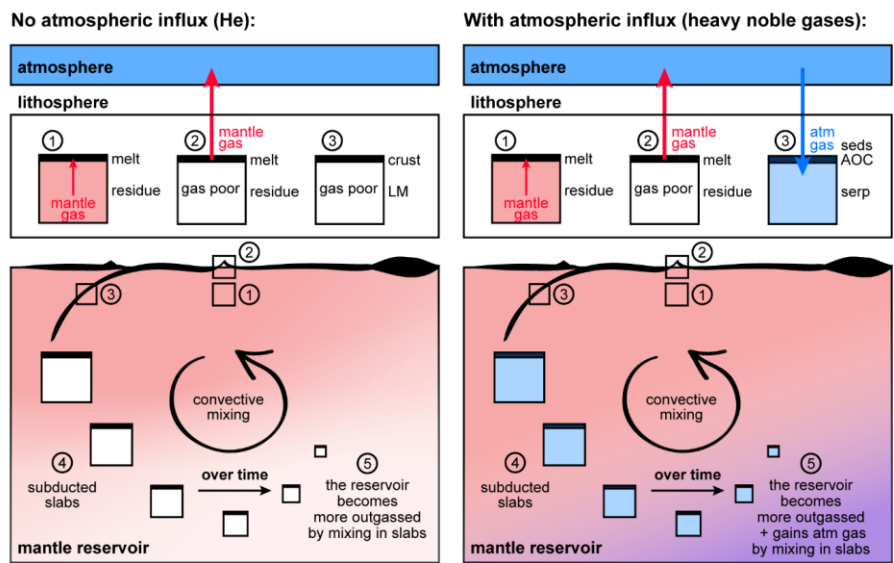 No atmospheric influx (He):
atmosphere
lithosphere
1
mantle
gas
melt
residue
2
mantle
gas
melt
gas poor
residue
3
crust
gas poor
LM
2
3
1
convective
mixing
4
subducted
slabs
over time
5
the reservoir
becomes
more outgassed
by mixing in slabs
mantle reservoir
With atmospheric influx (heavy noble gases):
atmosphere
lithosphere
1
mantle
gas
melt
residue
2
mantle
gas
melt
gas poor
residue
3
atm
gas
seds
AOC
serp
2
3
1
convective
mixing
4
subducted
slabs
over time
5
the reservoir
becomes
more outgassed
+ gains atm gas
by mixing in slabs
mantle reservoir